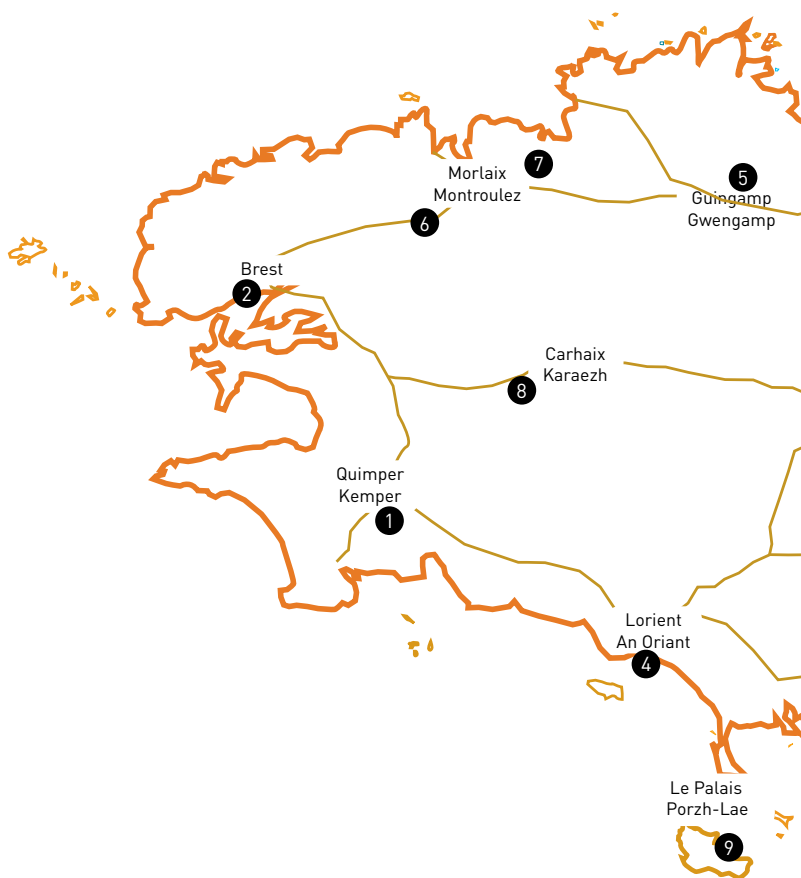 7
Morlaix
Montroulez
5
Guingamp
Gwengamp
6
Brest
2
Carhaix
Karaezh
8
Quimper
Kemper
1
Lorient
An Oriant
4
Le Palais
Porzh-Lae
9